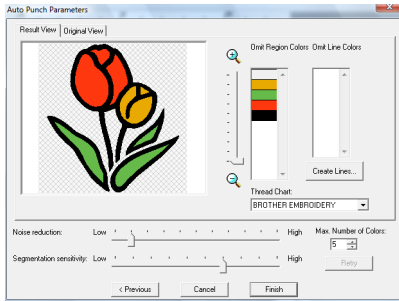 Auto Punch Parameters
Result View Original View
Omit Region Colors Omit Line Colors
Create Lines...
Thread Chart:
BROTHER EMBROIDERY
Noise reduction: Low High Max. Number of Colors:
5
Segmentation sensitivity: Low High Retry
< Previous Cancel Finish